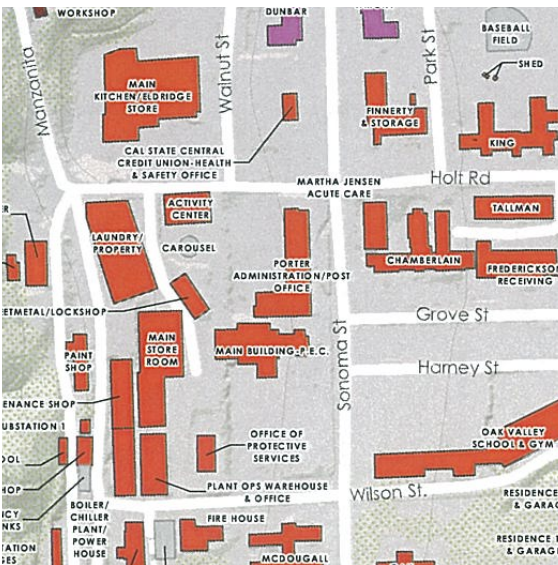 WORKSHOP
DUNBAR
BASEBALL
FIELD
SHED
Manzanita
Walnut St
Park St
MAIN
KITCHEN/ELDRIDGE
STORE
FINNERTY
& STORAGE
KING
CAL STATE CENTRAL
CREDIT UNION-HEALTH
& SAFETY OFFICE
MARTHA JENSEN
ACUTE CARE
Holt Rd
ACTIVITY
CENTER
TALLMAN
LAUNDRY/
PROPERTY
CAROUSEL
PORTER
ADMINISTRATION/POST
OFFICE
CHAMBERLAIN
FREDERICKSON
RECEIVING
ETMETAL/LOCKSHOP
Grove St
Sonoma St
PAINT
SHOP
MAIN
STORE
ROOM
MAIN BUILDING-P.E.C.
Harney St
ENANCE SHOP
UBSTATION 1
OFFICE OF
PROTECTIVE
SERVICES
OAK VALLEY
SCHOOL & GYM
OOL
HOP
PLANT OPS WAREHOUSE
& OFFICE
Wilson St.
RESIDENCE
& GARAG
NCY
NKS
BOILER/
CHILLER
PLANT/
POWER
HOUSE
FIRE HOUSE
MCDOUGALL
RESIDENCE
& GARAG
TATION
GES